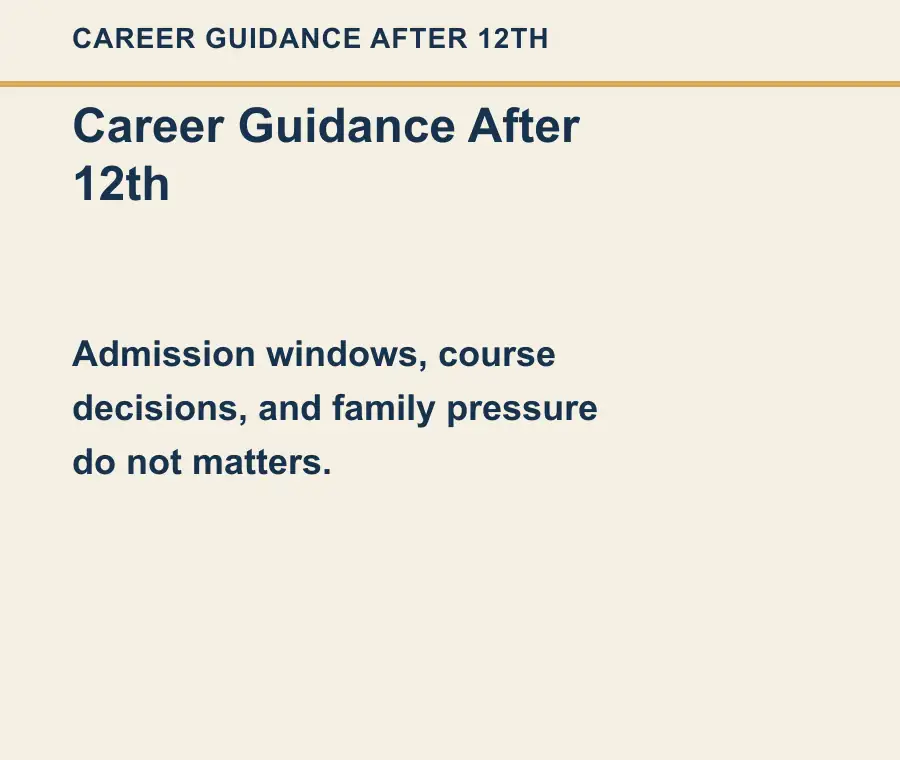 CAREER GUIDANCE AFTER 12TH
Career Guidance After
12th
Admission windows, course
decisions, and family pressure
do not matters.